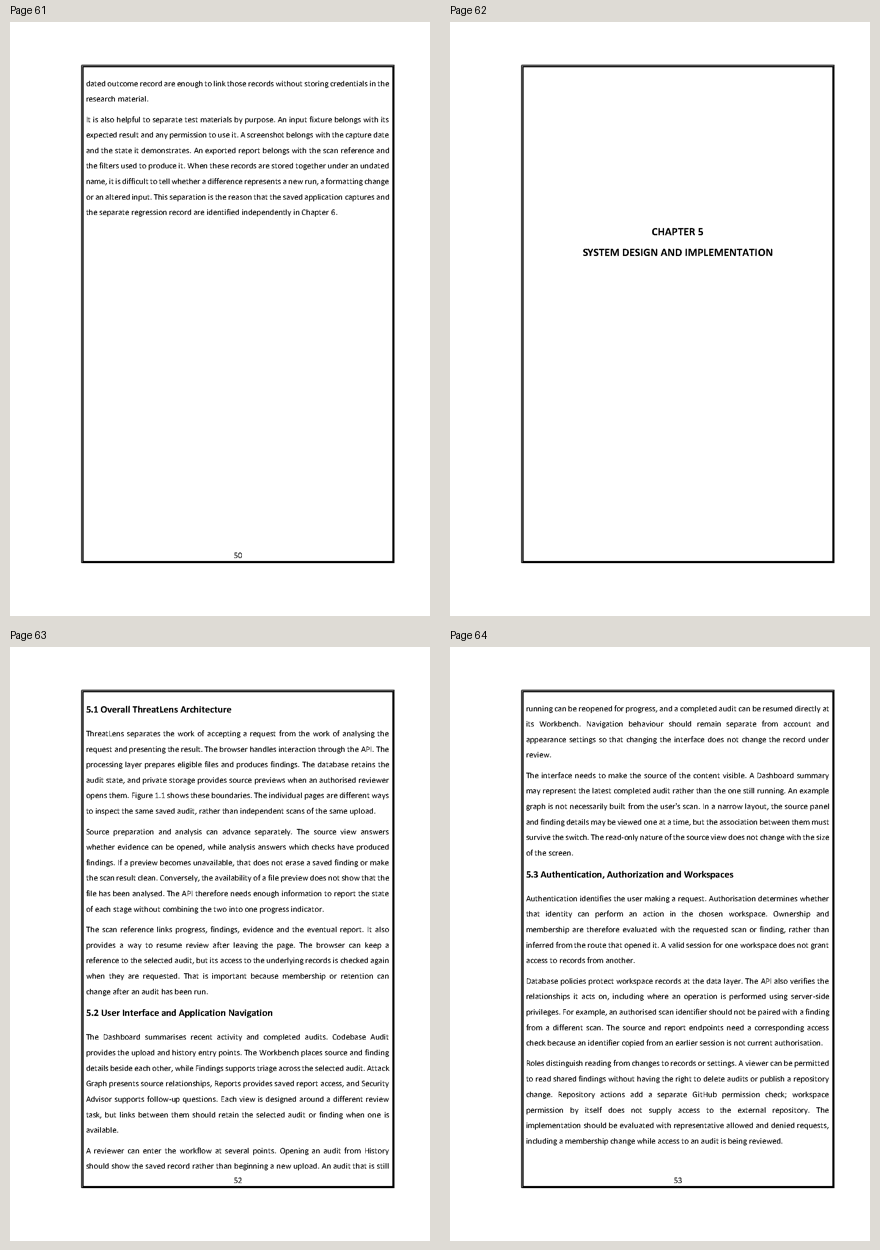 Page 61
dated outcome record are enough to link those records without storing credentials in the
research material.
It is also helpful to separate test materials by purpose. An input fixture belongs with its
expected result and any permission to use it. A screenshot belongs with the capture date
and the state it demonstrates. An exported report belongs with the scan reference and
the filters used to produce it. When these records are stored together under an undated
name, it is difficult to tell whether a difference represents a new run, a formatting change
or an altered input. This separation is the reason that the saved application captures and
the separate regression record are identified independently in Chapter 6.
50
Page 62
CHAPTER 5
SYSTEM DESIGN AND IMPLEMENTATION
Page 63
5.1 Overall ThreatLens Architecture
ThreatLens separates the work of accepting a request from the work of analysing the
request and presenting the result. The browser handles interaction through the API. The
processing layer prepares eligible files and produces findings. The database retains the
audit state, and private storage provides source previews when an authorised reviewer
opens them. Figure 1.1 shows these boundaries. The individual pages are different ways
to inspect the same saved audit, rather than independent scans of the same upload.
Source preparation and analysis can advance separately. The source view answers
whether evidence can be opened, while analysis answers which checks have produced
findings. If a preview becomes unavailable, that does not erase a saved finding or make
the scan result clean. Conversely, the availability of a file preview does not show that the
file has been analysed. The API therefore needs enough information to report the state
of each stage without combining the two into one progress indicator.
The scan reference links progress, findings, evidence and the eventual report. It also
provides a way to resume review after leaving the page. The browser can keep a
reference to the selected audit, but its access to the underlying records is checked again
when they are requested. That is important because membership or retention can
change after an audit has been run.
5.2 User Interface and Application Navigation
The Dashboard summarises recent activity and completed audits. Codebase Audit
provides the upload and history entry points. The Workbench places source and finding
details beside each other, while Findings supports triage across the selected audit. Attack
Graph presents source relationships, Reports provides saved report access, and Security
Advisor supports follow-up questions. Each view is designed around a different review
task, but links between them should retain the selected audit or finding when one is
available.
A reviewer can enter the workflow at several points. Opening an audit from History
should show the saved record rather than beginning a new upload. An audit that is still
52
Page 64
running can be reopened for progress, and a completed audit can be resumed directly at
its Workbench. Navigation behaviour should remain separate from account and
appearance settings so that changing the interface does not change the record under
review.
The interface needs to make the source of the content visible. A Dashboard summary
may represent the latest completed audit rather than the one still running. An example
graph is not necessarily built from the user's scan. In a narrow layout, the source panel
and finding details may be viewed one at a time, but the association between them must
survive the switch. The read-only nature of the source view does not change with the size
of the screen.
5.3 Authentication, Authorization and Workspaces
Authentication identifies the user making a request. Authorisation determines whether
that identity can perform an action in the chosen workspace. Ownership and
membership are therefore evaluated with the requested scan or finding, rather than
inferred from the route that opened it. A valid session for one workspace does not grant
access to records from another.
Database policies protect workspace records at the data layer. The API also verifies the
relationships it acts on, including where an operation is performed using server-side
privileges. For example, an authorised scan identifier should not be paired with a finding
from a different scan. The source and report endpoints need a corresponding access
check because an identifier copied from an earlier session is not current authorisation.
Roles distinguish reading from changes to records or settings. A viewer can be permitted
to read shared findings without having the right to delete audits or publish a repository
change. Repository actions add a separate GitHub permission check; workspace
permission by itself does not supply access to the external repository. The
implementation should be evaluated with representative allowed and denied requests,
including a membership change while access to an audit is being reviewed.
53